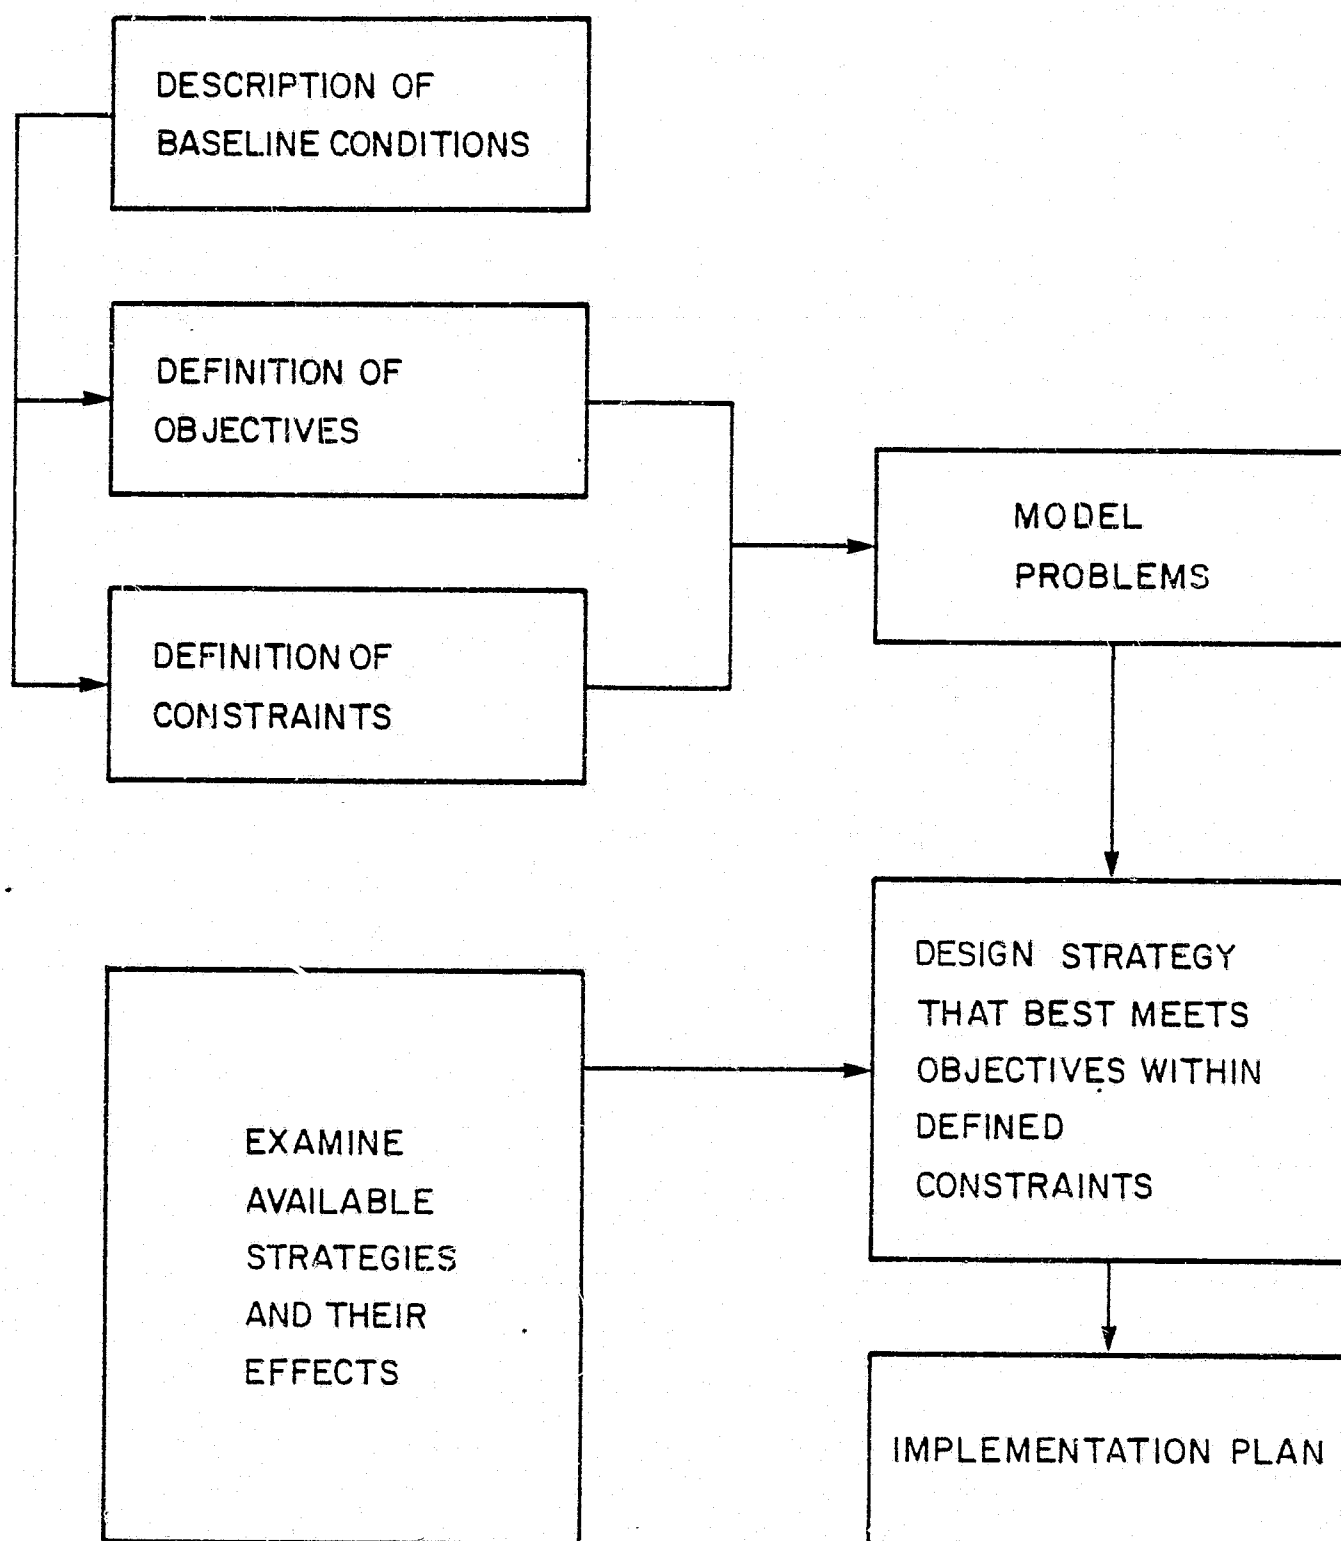 DESCRIPTION OF
BASELINE CONDITIONS
DEFINITION OF
OBJECTIVES
DEFINITION OF
CONSTRAINTS
MODEL
PROBLEMS
DESIGN STRATEGY
THAT BEST MEETS
OBJECTIVES WITHIN
DEFINED
CONSTRAINTS
EXAMINE
AVAILABLE
STRATEGIES
AND THEIR
EFFECTS
IMPLEMENTATION PLAN